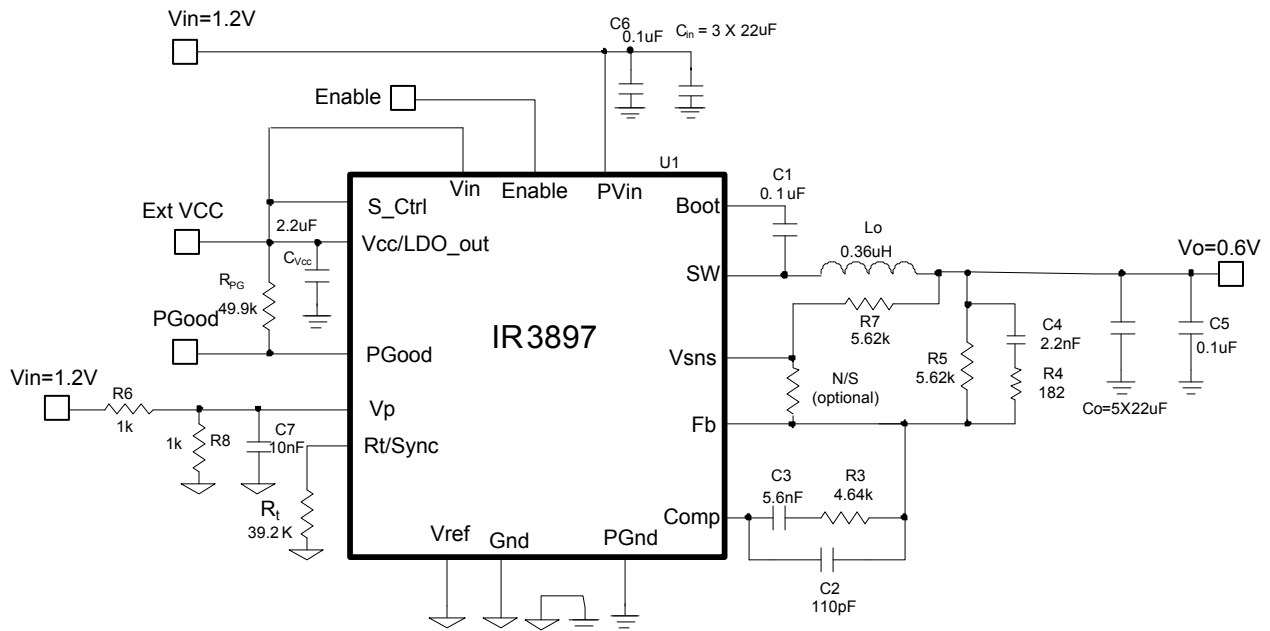 Vin=1.2V
C6
0.1uF
Cin = 3 X 22uF
Enable
U1
Vin
Enable
PVin
C1
0.1uF
Boot
S_Ctrl
Ext VCC
2.2uF
Vcc/LDO_out
CVcc
Lo
0.36uH
Vo=0.6V
SW
RPG
49.9k
PGood
PGood
IR3897
R7
5.62k
Vsns
C4
2.2nF
C5
0.1uF
R5
5.62k
R4
182
N/S
(optional)
Co=5X22uF
Vin=1.2V
R6
1k
1k
R8
C7
10nF
Vp
Fb
Rt/Sync
Rt
39.2K
C3
5.6nF
R3
4.64k
Comp
Vref
Gnd
PGnd
C2
110pF